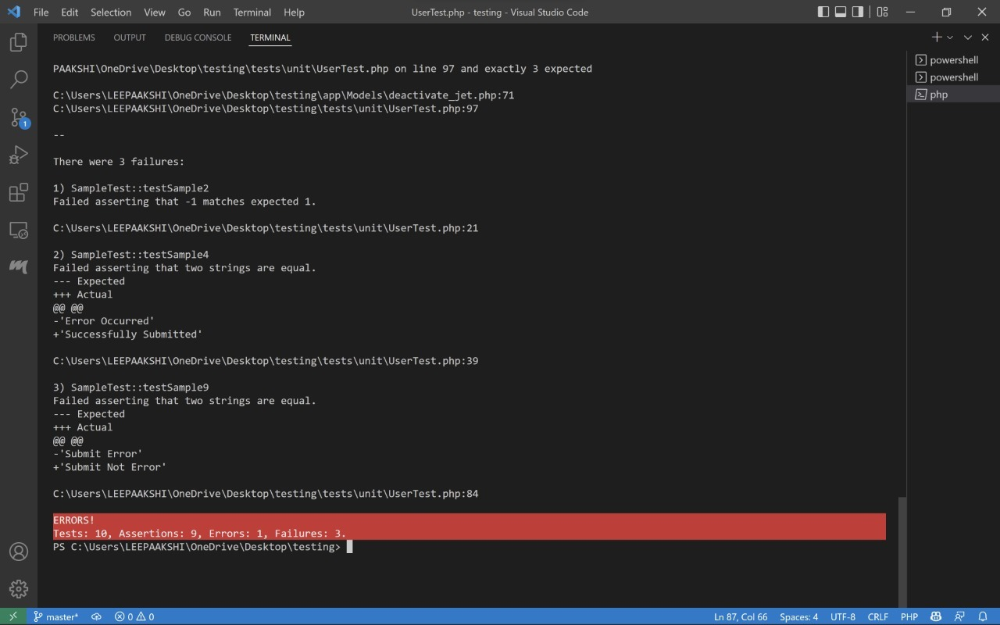 File Edit Selection View Go Run Terminal Help UserTest.php - testing - Visual Studio Code
PROBLEMS OUTPUT DEBUG CONSOLE TERMINAL
powershell
powershell
php
PAAKSHI\OneDrive\Desktop\testing\tests\unit\UserTest.php on line 97 and exactly 3 expected
C:\Users\LEEPAAKSHI\OneDrive\Desktop\testing\app\Models\deactivate_jet.php:71
C:\Users\LEEPAAKSHI\OneDrive\Desktop\testing\tests\unit\UserTest.php:97
--
There were 3 failures:
1) SampleTest::testSample2
Failed asserting that -1 matches expected 1.
C:\Users\LEEPAAKSHI\OneDrive\Desktop\testing\tests\unit\UserTest.php:21
2) SampleTest::testSample4
Failed asserting that two strings are equal.
--- Expected
+++ Actual
@@ @@
-'Error Occurred'
+'Successfully Submitted'
C:\Users\LEEPAAKSHI\OneDrive\Desktop\testing\tests\unit\UserTest.php:39
3) SampleTest::testSample9
Failed asserting that two strings are equal.
--- Expected
+++ Actual
@@ @@
-'Submit Error'
+'Submit Not Error'
C:\Users\LEEPAAKSHI\OneDrive\Desktop\testing\tests\unit\UserTest.php:84
ERRORS!
Tests: 10, Assertions: 9, Errors: 1, Failures: 3.
PS C:\Users\LEEPAAKSHI\OneDrive\Desktop\testing>
1
master* 0 0 Ln 87, Col 66 Spaces: 4 UTF-8 CRLF PHP